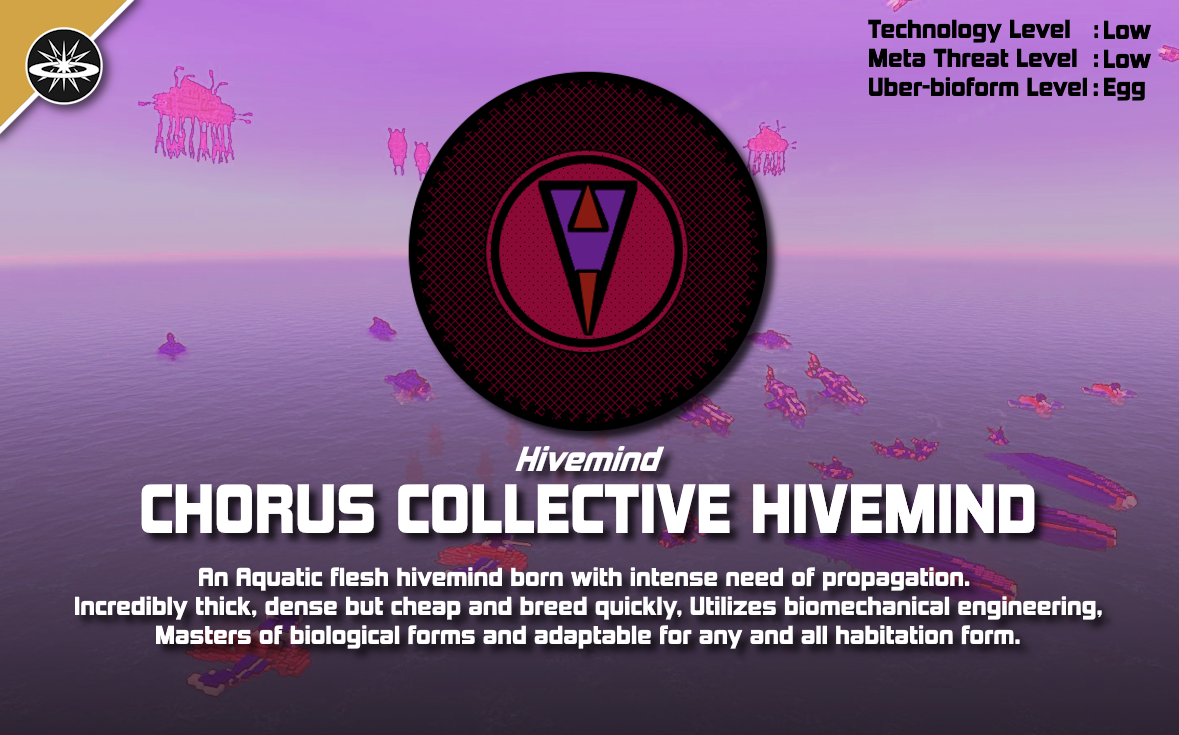 Technology Level : Low
Meta Threat Level : Low
Uber-bioform Level : Egg
Hivemind
CHORUS COLLECTIVE HIVEMIND
An Aquatic flesh hivemind born with intense need of propagation.
Incredibly thick, dense but cheap and breed quickly, Utilizes biomechanical engineering,
Masters of biological forms and adaptable for any and all habitation form.